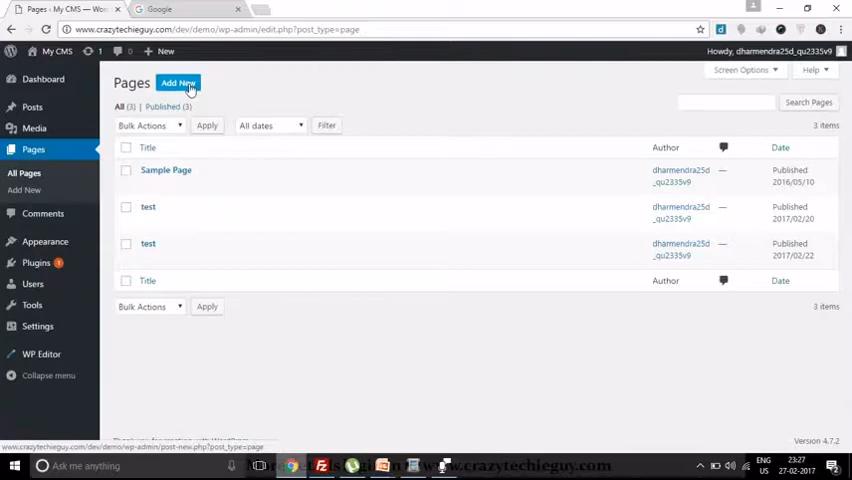 Pages ‹ My CMS — ×
Google ×
www.crazytechieguy.com/dev/demo/wp-admin/edit.php?post_type=page
My CMS 1 0 New
Howdy, dharmendra25d_qu2335v9
Dashboard
Posts
Media
Pages
All Pages
Add New
Comments
Appearance
Plugins 1
Users
Tools
Settings
WP Editor
Collapse menu
Screen Options Help
Pages Add New
All (3) | Published (3)
Search Pages
Bulk Actions Apply All dates Filter
3 items
Title Author Date
Sample Page dharmendra25d — Published
_qu2335v9 2016/05/10
test dharmendra25d — Published
_qu2335v9 2017/02/20
test dharmendra25d — Published
_qu2335v9 2017/02/22
Title Author Date
Bulk Actions Apply
3 items
Version 4.7.2
www.crazytechieguy.com/dev/demo/wp-admin/post-new.php?post_type=page
Ask me anything
www.crazytechieguy.com
ENG 23:27
US 27-02-2017
2